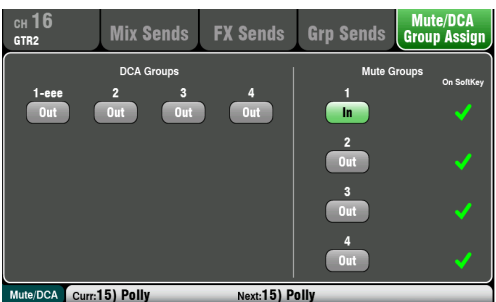 CH 16
GTR2
Mix Sends
FX Sends
Grp Sends
Mute/DCA
Group Assign
DCA Groups
1-eee 2 3 4
Out Out Out Out
Mute Groups
On SoftKey
1
In
2
Out
3
Out
4
Out
Mute/DCA Curr:15) Polly Next:15) Polly